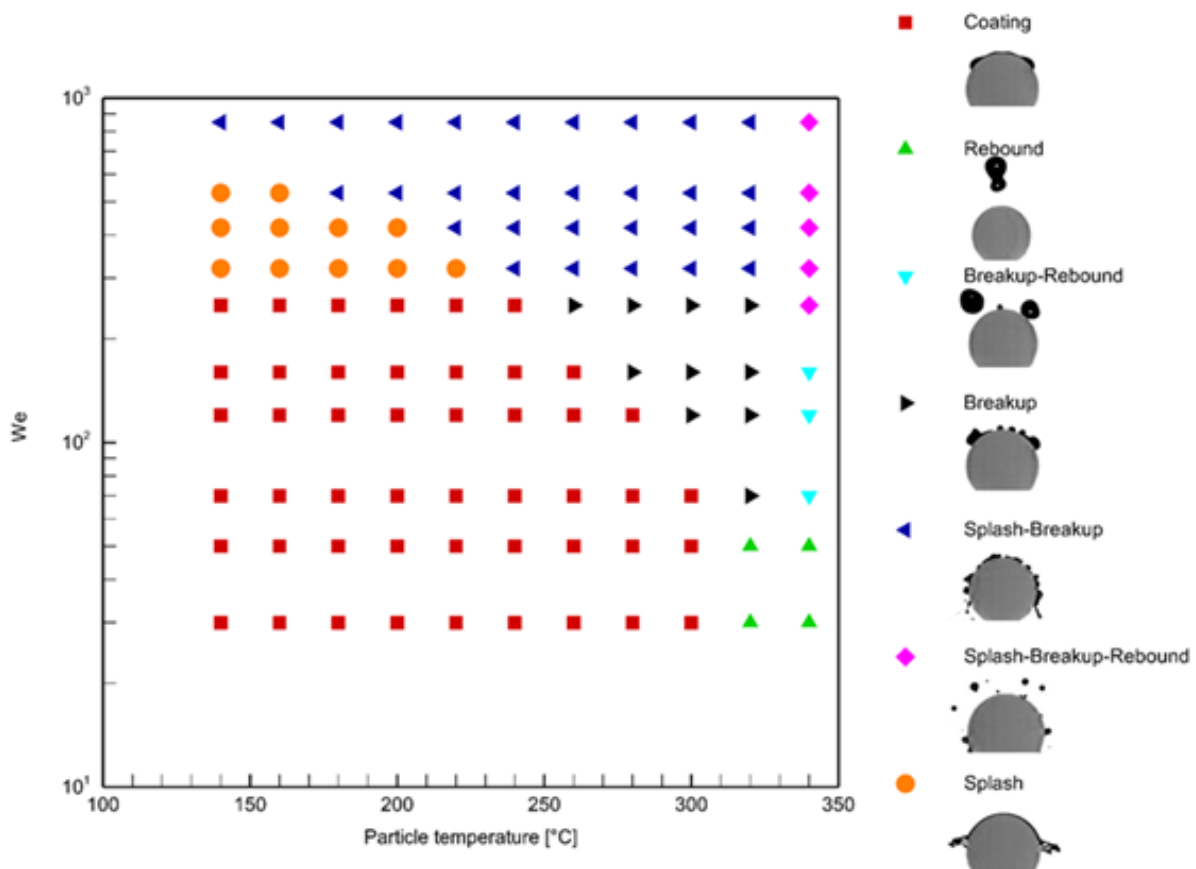 Coating
Rebound
Breakup-Rebound
Breakup
Splash-Breakup
Splash-Breakup-Rebound
Splash
10³
10²
10¹
We
100
150
200
250
300
350
Particle temperature [°C]